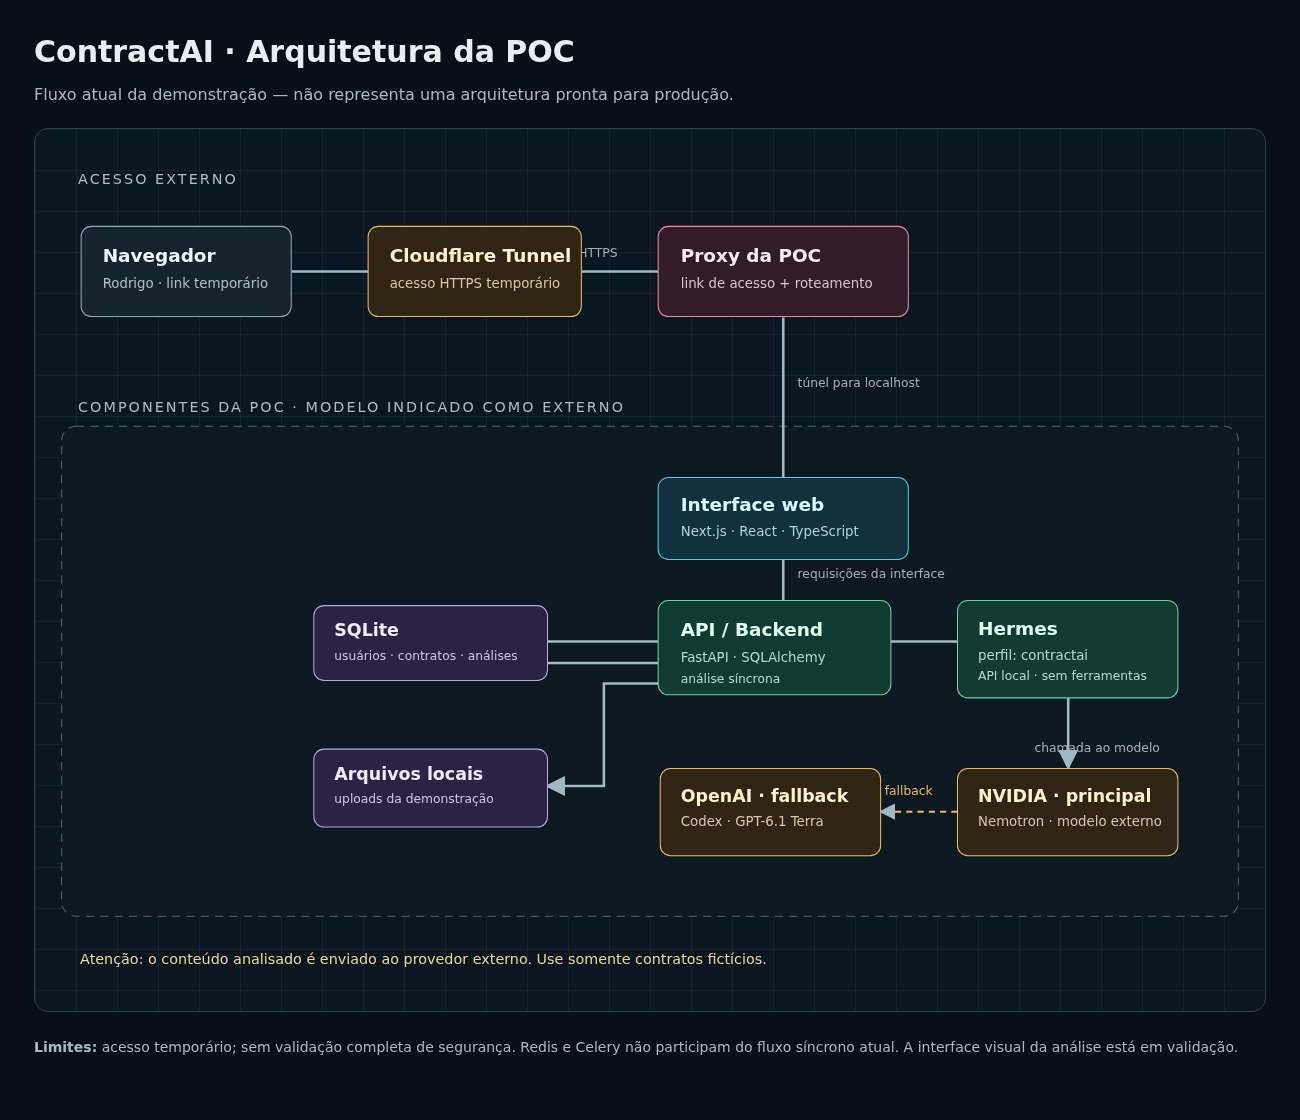 ContractAI · Arquitetura da POC
Fluxo atual da demonstração — não representa uma arquitetura pronta para produção.
ACESSO EXTERNO
Navegador
Rodrigo · link temporário
Cloudflare Tunnel
acesso HTTPS temporário
HTTPS
Proxy da POC
link de acesso + roteamento
túnel para localhost
COMPONENTES DA POC · MODELO INDICADO COMO EXTERNO
Interface web
Next.js · React · TypeScript
requisições da interface
SQLite
usuários · contratos · análises
API / Backend
FastAPI · SQLAlchemy
análise síncrona
Hermes
perfil: contractai
API local · sem ferramentas
chamada ao modelo
Arquivos locais
uploads da demonstração
OpenAI · fallback
Codex · GPT-6.1 Terra
fallback
NVIDIA · principal
Nemotron · modelo externo
Atenção: o conteúdo analisado é enviado ao provedor externo. Use somente contratos fictícios.
Limites: acesso temporário; sem validação completa de segurança. Redis e Celery não participam do fluxo síncrono atual. A interface visual da análise está em validação.